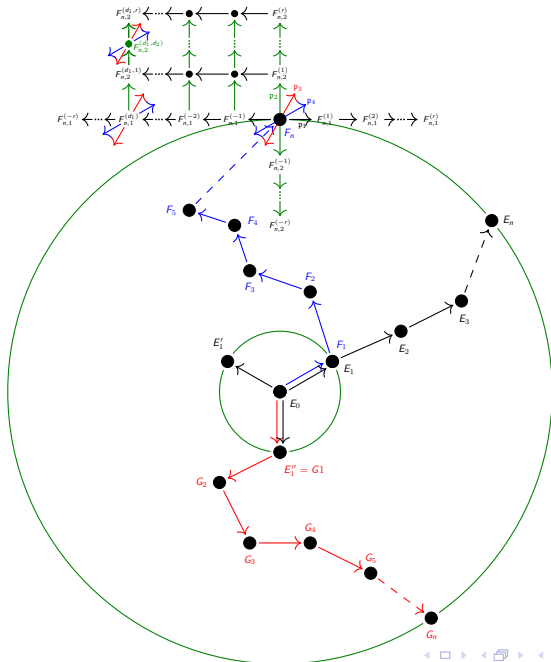 F_{n,2}^{(d_1,r)} F_{n,2}^{(r)}
F_{n,2}^{(d_1,d_2)}
F_{n,2}^{(d_1,1)} F_{n,2}^{(1)}
p_2 p_3 p_4
F_{n,1}^{(-r)} F_{n,1}^{(d_1)} F_{n,1}^{(-2)} F_{n,1}^{(-1)} p_1 F_{n,1}^{(1)} F_{n,1}^{(2)} F_{n,1}^{(r)}
F_n
F_{n,2}^{(-1)}
F_5 F_4 F_{n,2}^{(-r)} E_n
F_3 F_2
E_3
E_1' F_1 E_2
E_1
E_0
E_1'' = G1
G_2
G_4
G_3 G_5
G_n